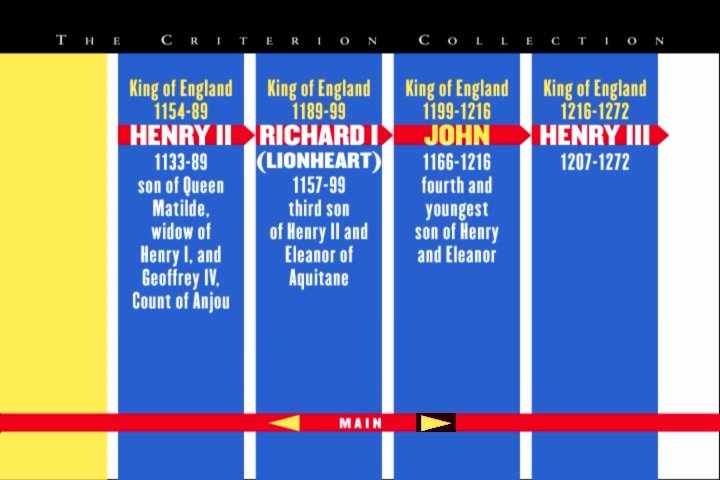 THE CRITERION COLLECTION
King of England
1154-89
HENRY II
1133-89
son of Queen
Matilde,
widow of
Henry I, and
Geoffrey IV,
Count of Anjou
King of England
1189-99
RICHARD I
(LIONHEART)
1157-99
third son
of Henry II and
Eleanor of
Aquitane
King of England
1199-1216
JOHN
1166-1216
fourth and
youngest
son of Henry
and Eleanor
King of England
1216-1272
HENRY III
1207-1272
MAIN